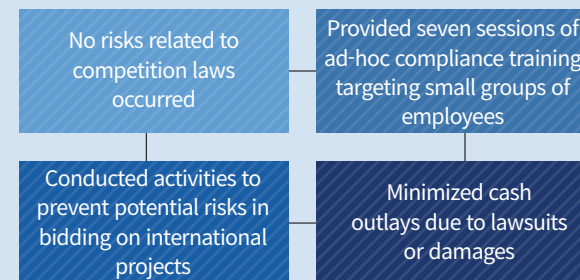 No risks related to
competition laws
occurred
Provided seven sessions of
ad-hoc compliance training
targeting small groups of
employees
Conducted activities to
prevent potential risks in
bidding on international
projects
Minimized cash
outlays due to lawsuits
or damages